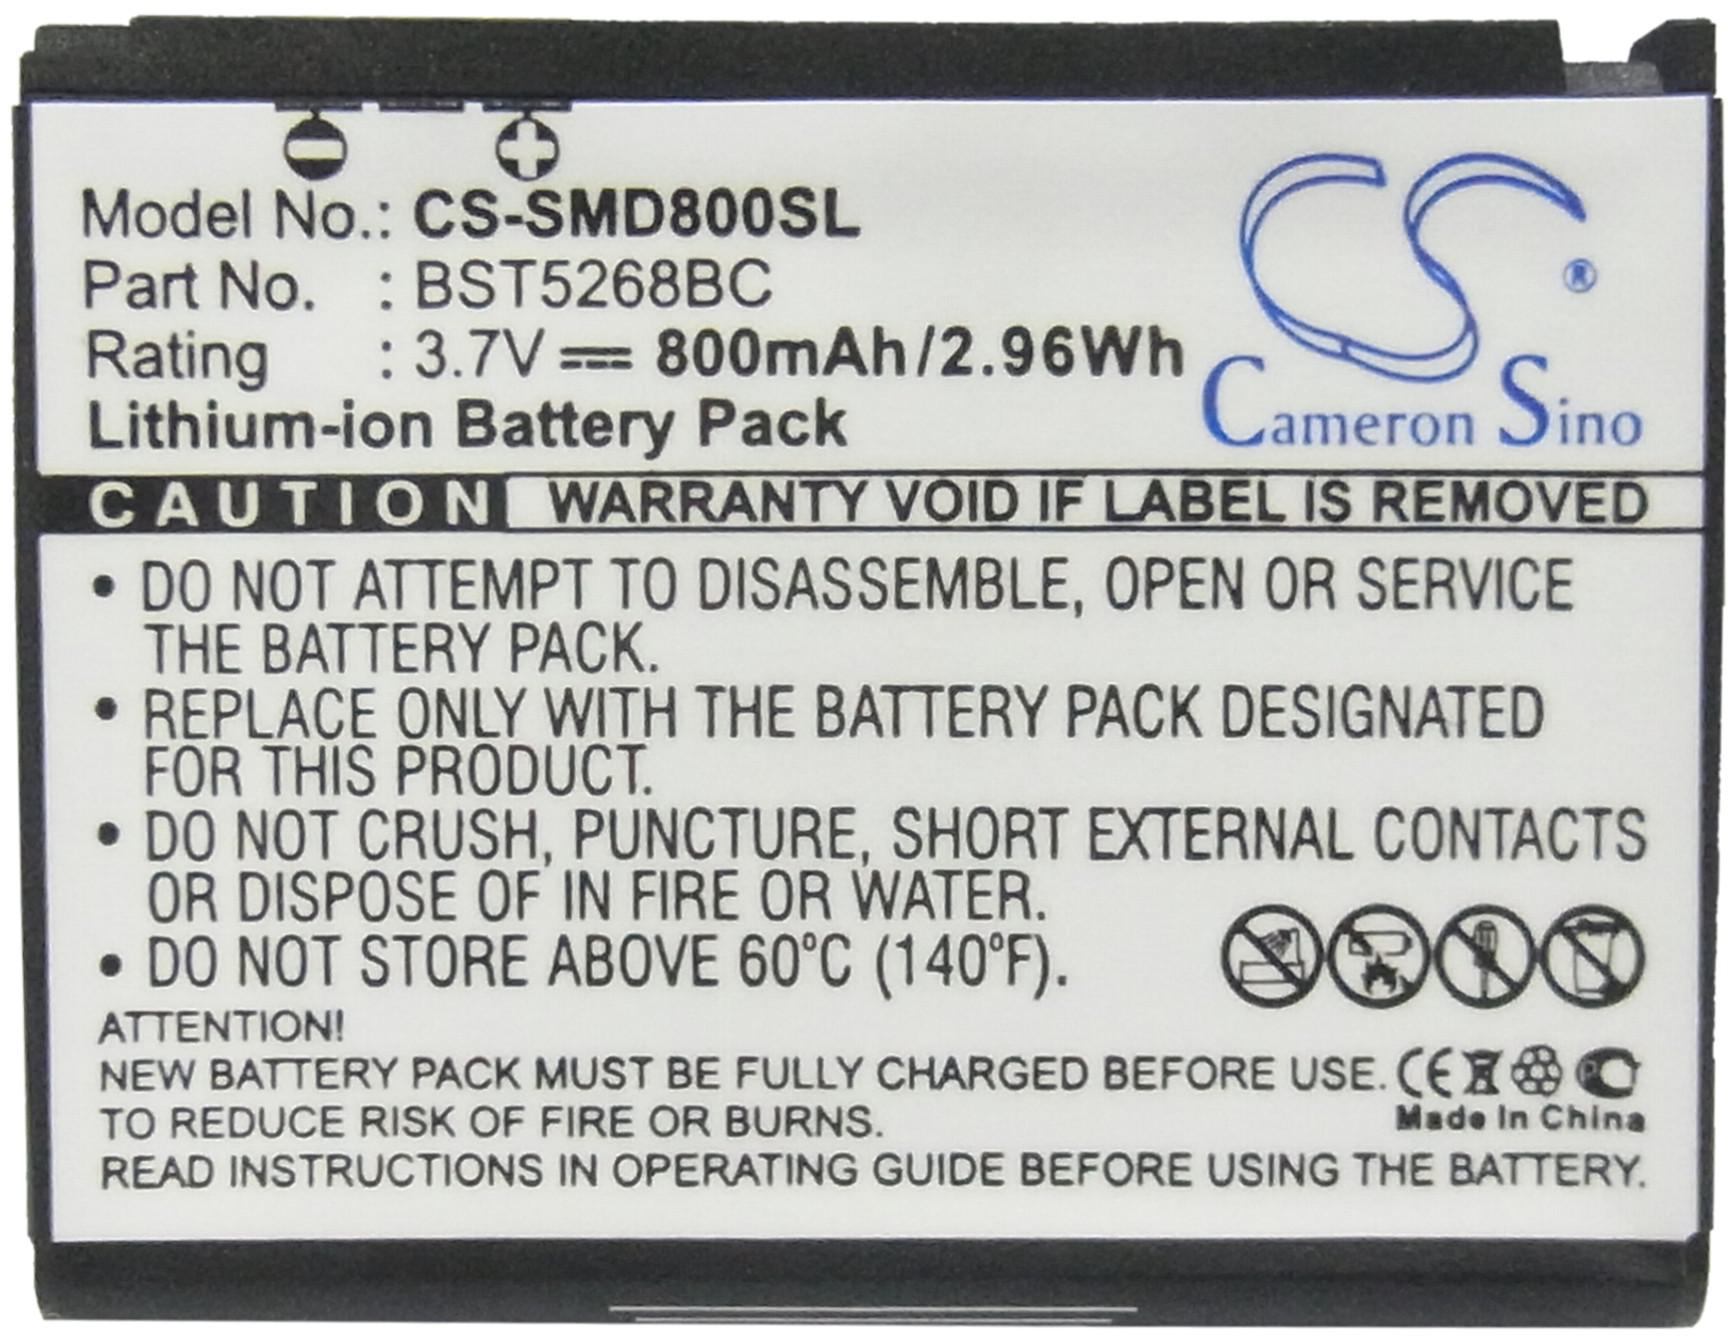 Model No.: CS-SMD800SL
Part No. : BST5268BC
Rating : 3.7V 800mAh/2.96Wh
Lithium-ion Battery Pack
CS
®
Cameron Sino
CAUTION WARRANTY VOID IF LABEL IS REMOVED
• DO NOT ATTEMPT TO DISASSEMBLE, OPEN OR SERVICE
THE BATTERY PACK.
• REPLACE ONLY WITH THE BATTERY PACK DESIGNATED
FOR THIS PRODUCT.
• DO NOT CRUSH, PUNCTURE, SHORT EXTERNAL CONTACTS
OR DISPOSE OF IN FIRE OR WATER.
• DO NOT STORE ABOVE 60°C (140°F).
ATTENTION!
NEW BATTERY PACK MUST BE FULLY CHARGED BEFORE USE. CE
TO REDUCE RISK OF FIRE OR BURNS.
Made In China
READ INSTRUCTIONS IN OPERATING GUIDE BEFORE USING THE BATTERY.